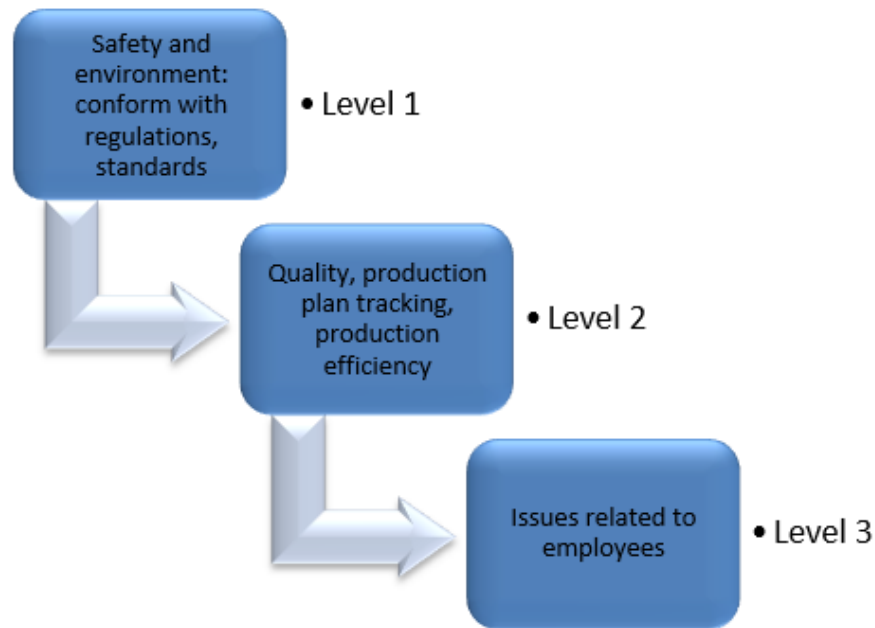 Safety and
environment:
conform with
regulations,
standards
• Level 1
Quality, production
plan tracking,
production
efficiency
• Level 2
Issues related to
employees
• Level 3